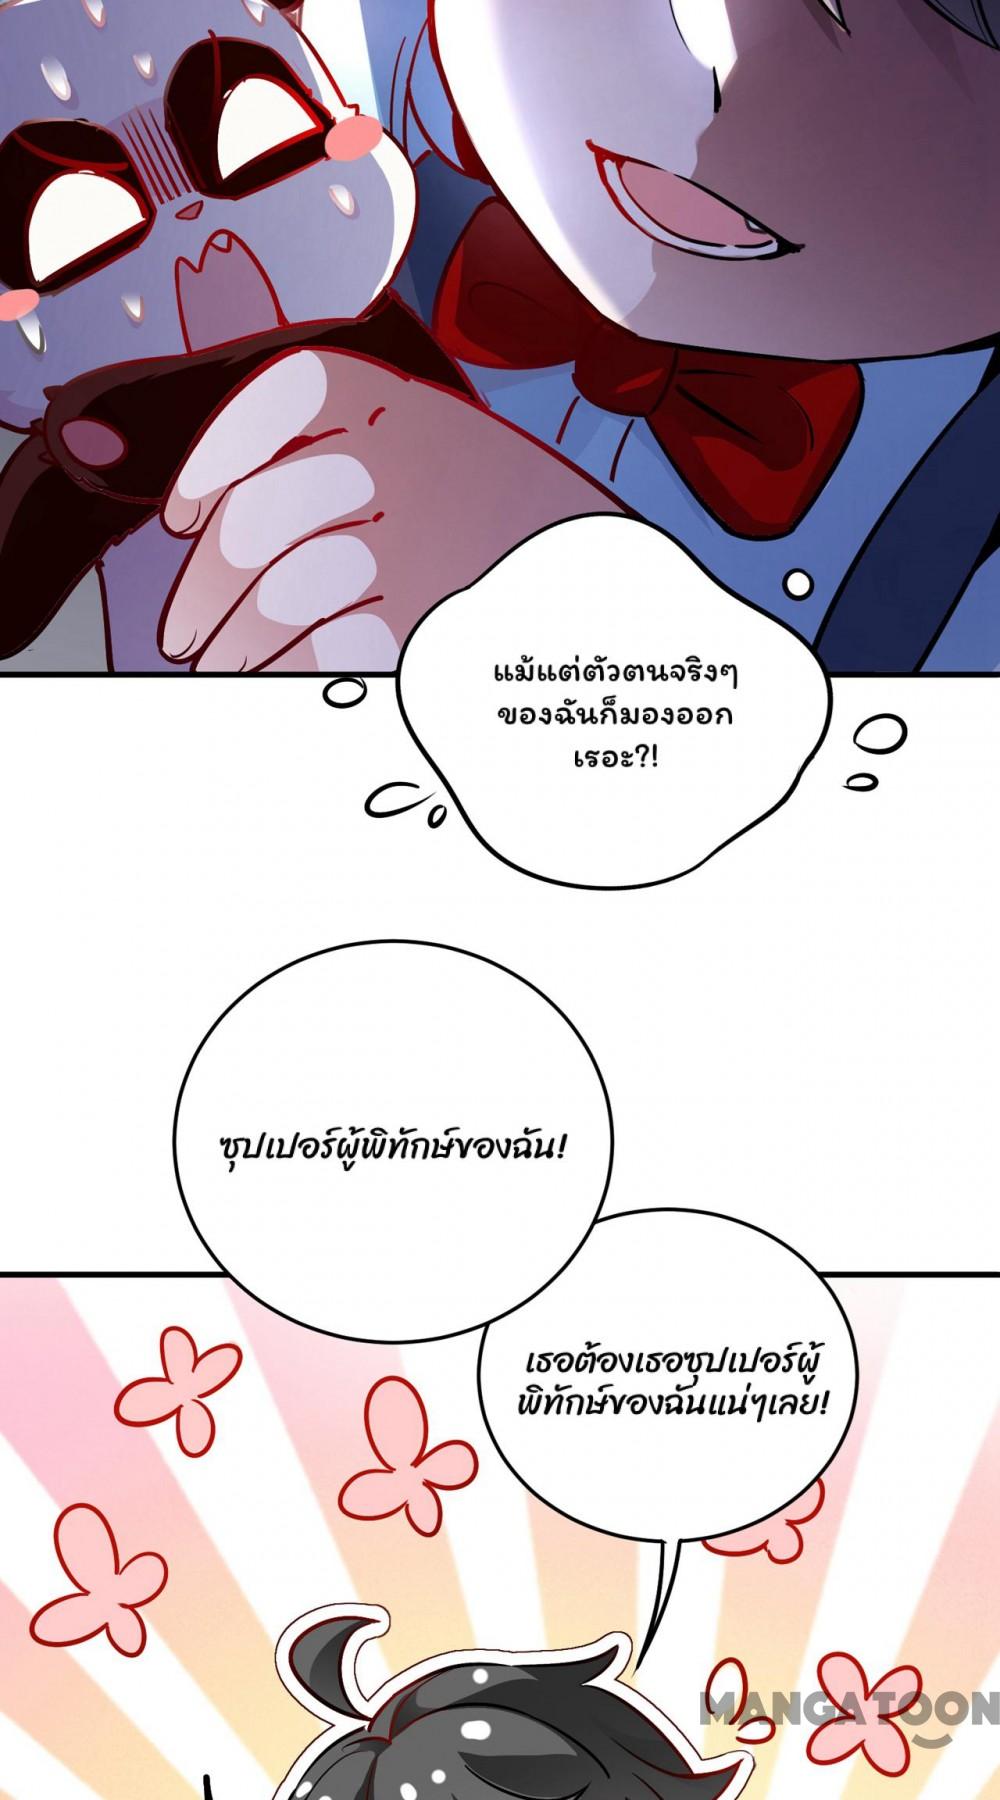 แม้แต่ตัวตนจริงๆ
ของฉันก็มองออก
เรอะ?!
ซุปเปอร์ผู้พิทักษ์ของฉัน!
เธอต้องเธอซุปเปอร์ผู้
พิทักษ์ของฉันแน่ๆเลย!
MANGATOON